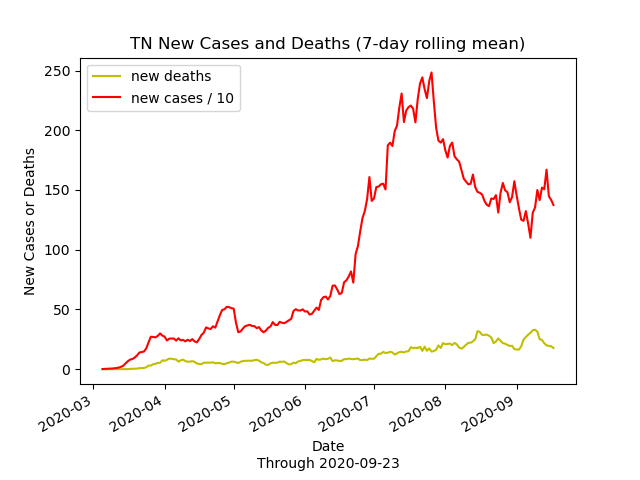 TN New Cases and Deaths (7-day rolling mean)
new deaths
new cases / 10
New Cases or Deaths
250
200
150
100
50
0
2020-03
2020-04
2020-05
2020-06
2020-07
2020-08
2020-09
Date
Through 2020-09-23